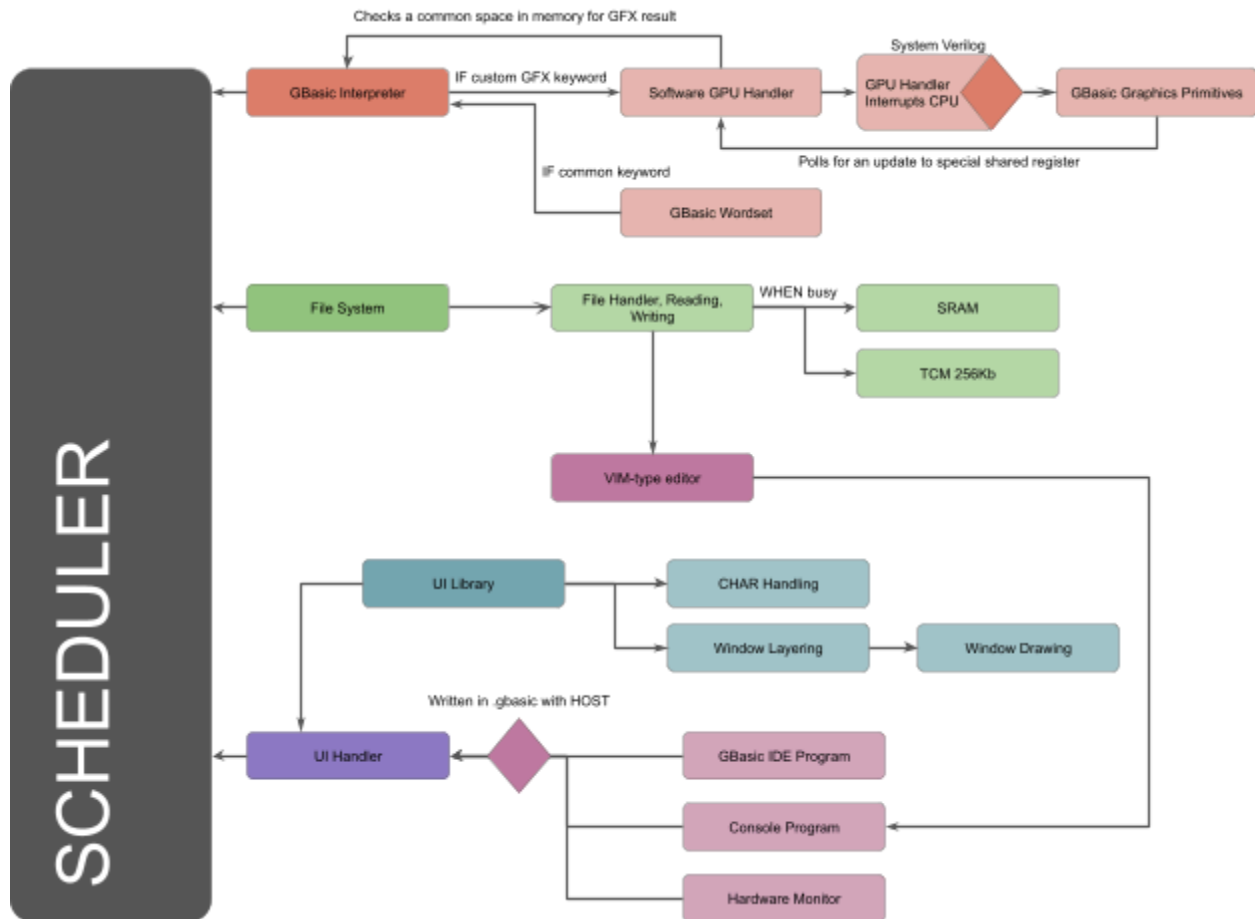 Checks a common space in memory for GFX result
System Verilog
GBasic Interpreter
IF custom GFX keyword
Software GPU Handler
GPU Handler
Interrupts CPU
GBasic Graphics Primitives
Polls for an update to special shared register
IF common keyword
GBasic Wordset
File System
File Handler, Reading,
Writing
WHEN busy
SRAM
TCM 256Kb
SCHEDULER
VIM-type editor
UI Library
CHAR Handling
Window Layering
Window Drawing
Written in .gbasic with HOST
UI Handler
GBasic IDE Program
Console Program
Hardware Monitor